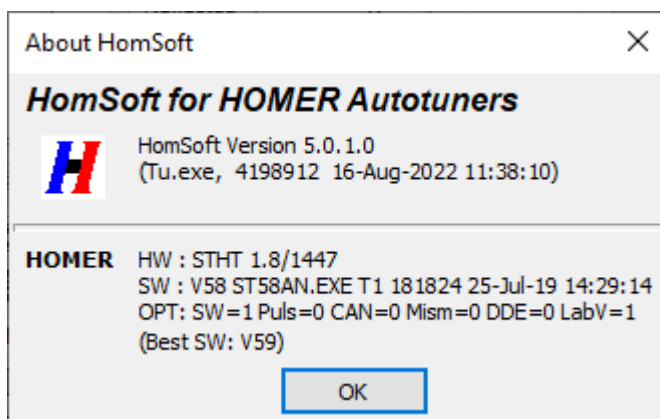 About HomSoft
HomSoft for HOMER Autotuners
HomSoft Version 5.0.1.0
(Tu.exe, 4198912 16-Aug-2022 11:38:10)
HOMER HW : STHT 1.8/1447
SW : V58 ST58AN.EXE T1 181824 25-Jul-19 14:29:14
OPT: SW=1 Puls=0 CAN=0 Mism=0 DDE=0 LabV=1
(Best SW: V59)
OK